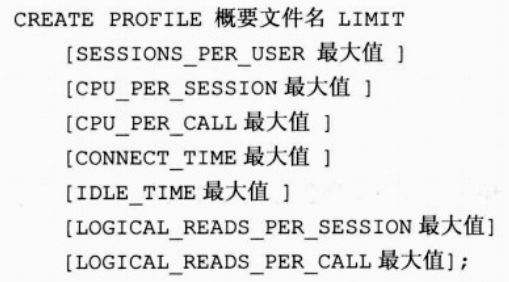 CREATE PROFILE 概要文件名 LIMIT
[SESSIONS_PER_USER 最大值 ]
[CPU_PER_SESSION 最大值 ]
[CPU_PER_CALL 最大值 ]
[CONNECT_TIME 最大值 ]
[IDLE_TIME 最大值 ]
[LOGICAL_READS_PER_SESSION 最大值]
[LOGICAL_READS_PER_CALL 最大值];